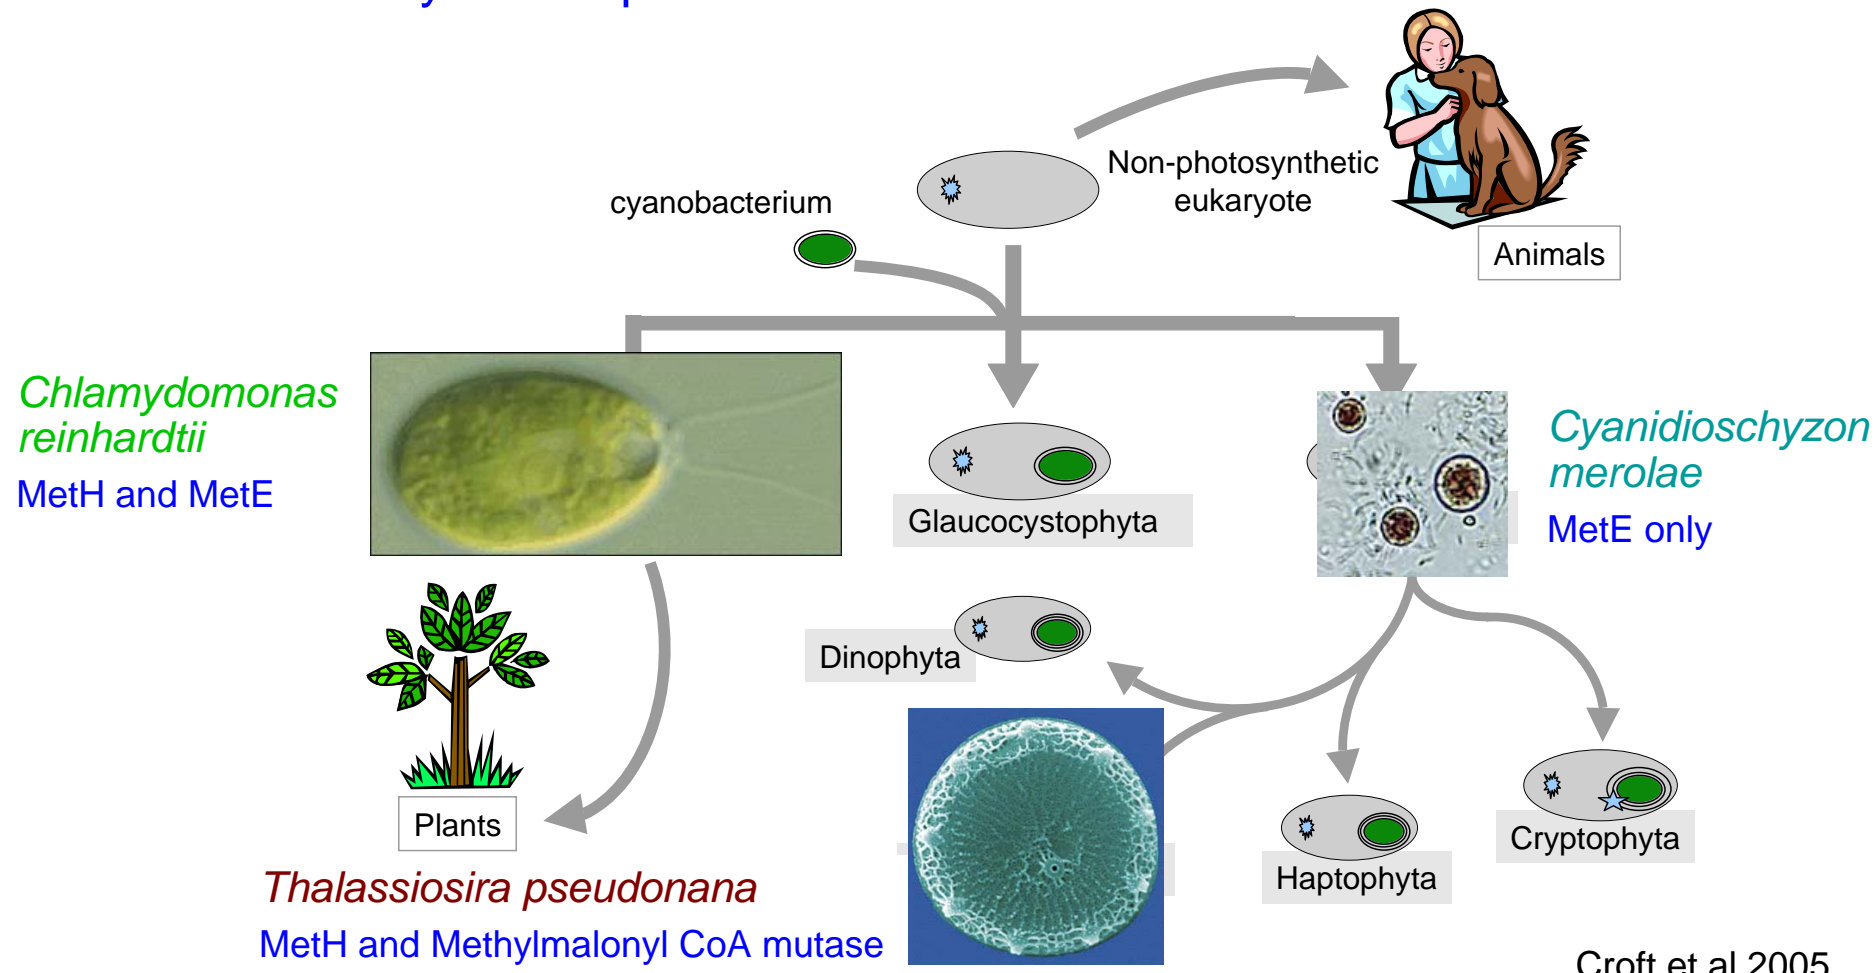 Non-photosynthetic
eukaryote
cyanobacterium
Animals
Chlamydomonas
reinhardtii
MetH and MetE
Cyanidioschyzon
merolae
MetE only
Glaucocystophyta
Dinophyta
Plants
Haptophyta
Cryptophyta
Thalassiosira pseudonana
MetH and Methylmalonyl CoA mutase
Croft et al 2005